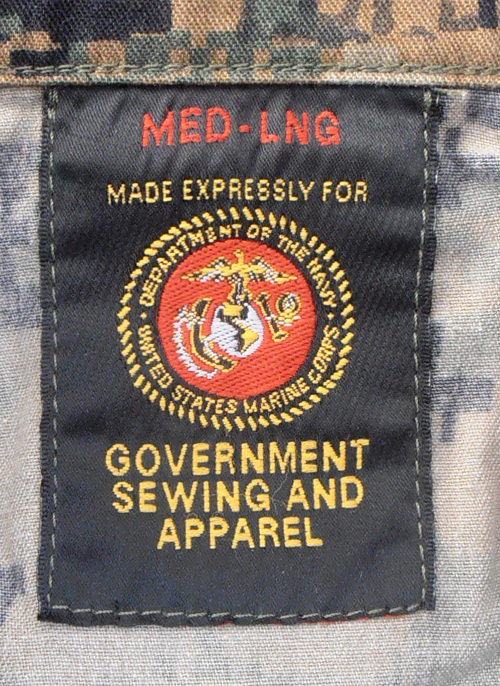 MED-LNG
MADE EXPRESSLY FOR
DEPARTMENT OF THE NAVY
UNITED STATES MARINE CORPS
GOVERNMENT
SEWING AND
APPAREL